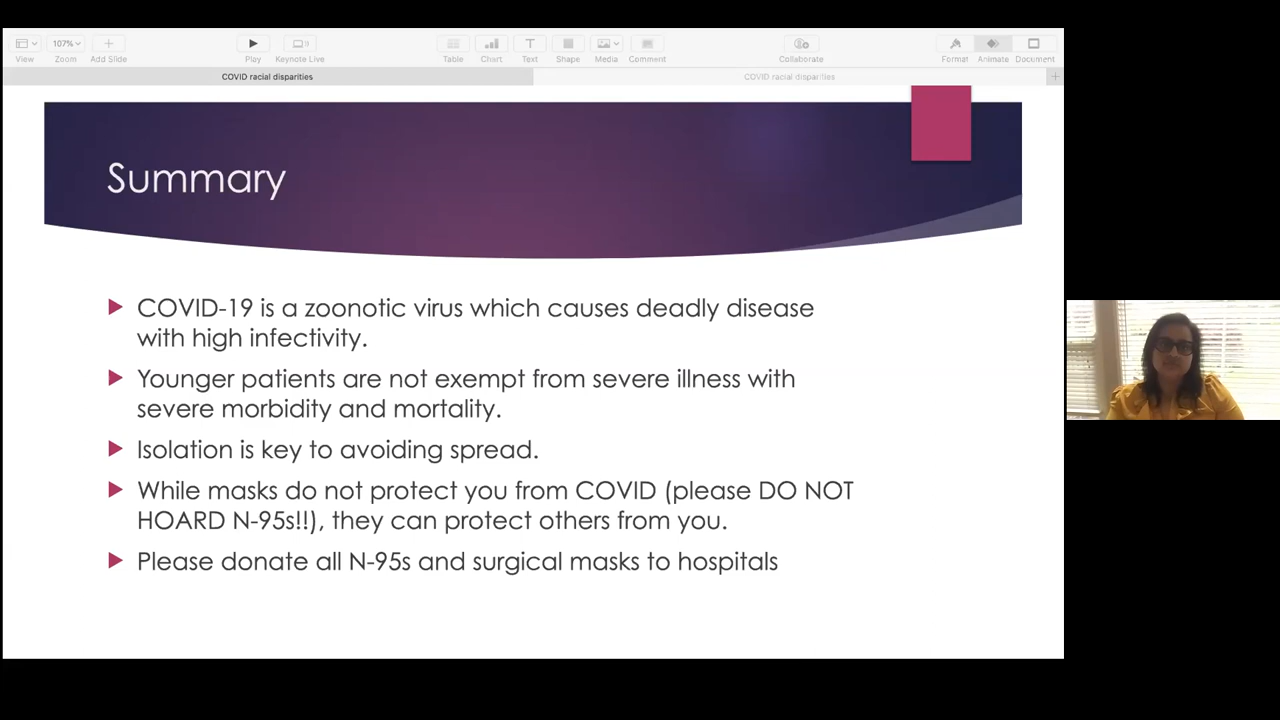 107%
View
Zoom
Add Slide
Play
Keynote Live
Table
Chart
Text
Shape
Media
Comment
Collaborate
Format
Animate
Document
COVID racial disparities
COVID racial disparities
Summary
COVID-19 is a zoonotic virus which causes deadly disease
with high infectivity.
Younger patients are not exempt from severe illness with
severe morbidity and mortality.
Isolation is key to avoiding spread.
While masks do not protect you from COVID (please DO NOT
HOARD N-95s!!), they can protect others from you.
Please donate all N-95s and surgical masks to hospitals